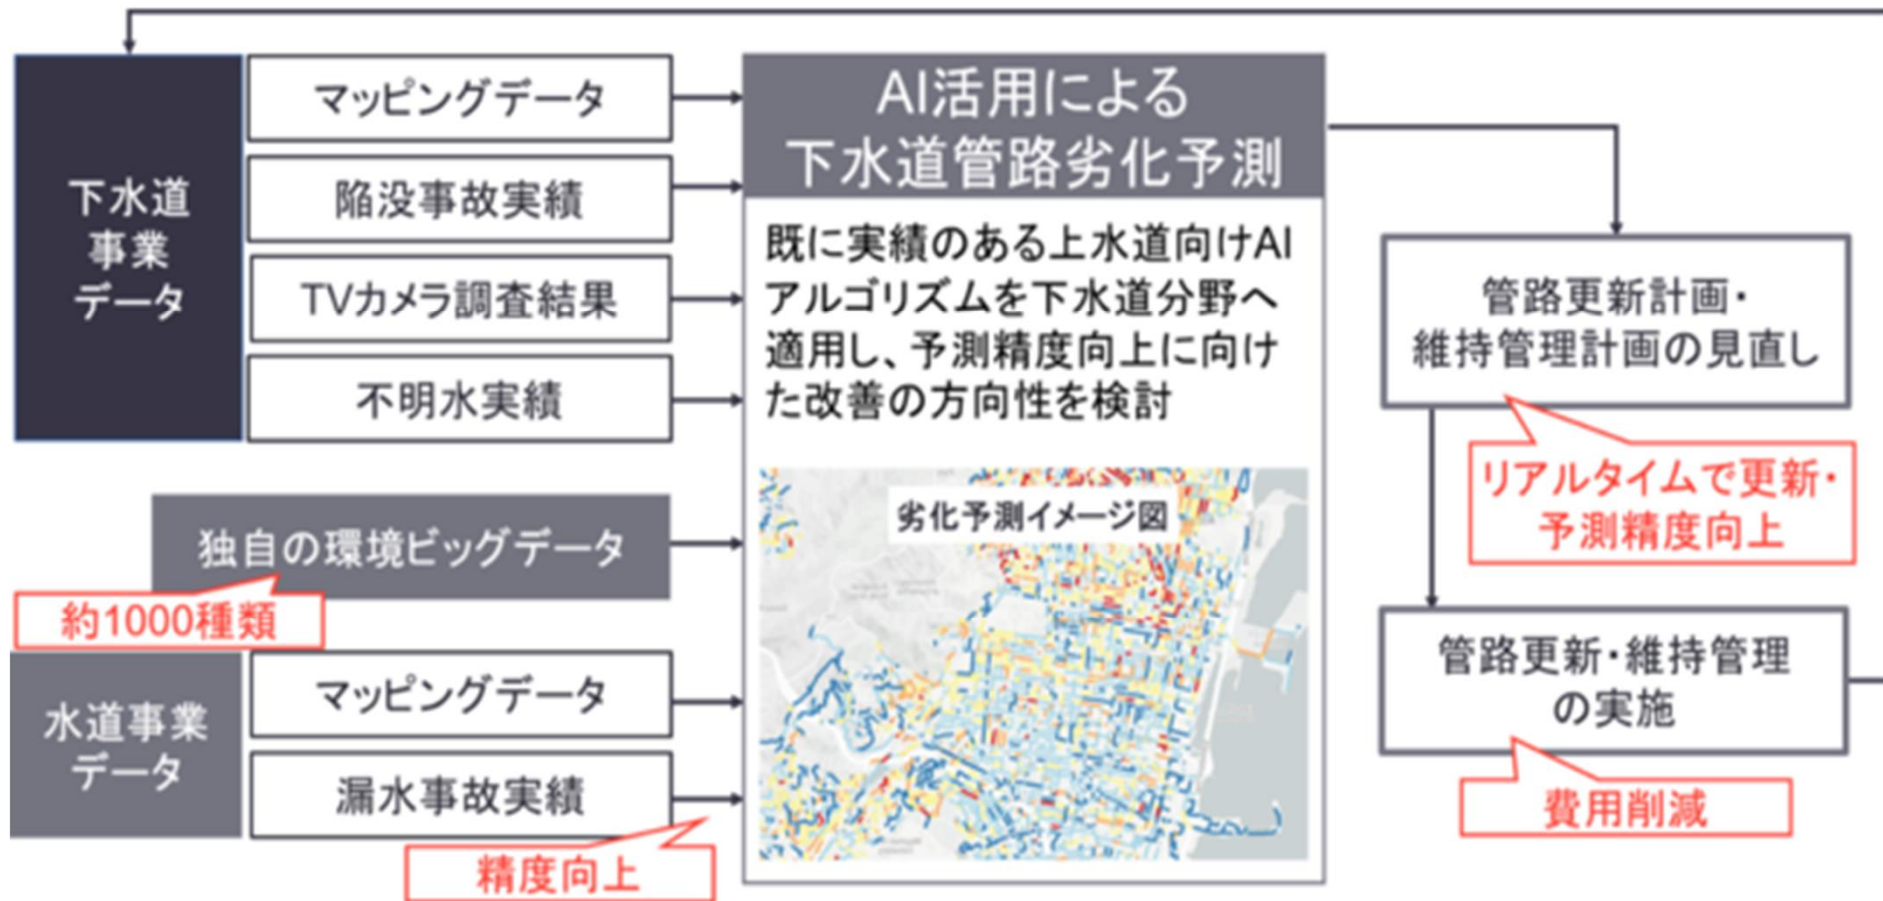 下水道
事業
データ
マッピングデータ
陥没事故実績
TVカメラ調査結果
不明水実績
独自の環境ビッグデータ
約1000種類
水道事業
データ
マッピングデータ
漏水事故実績
精度向上
AI活用による
下水道管路劣化予測
既に実績のある上水道向けAI
アルゴリズムを下水道分野へ
適用し、予測精度向上に向け
た改善の方向性を検討
劣化予測イメージ図
管路更新計画・
維持管理計画の見直し
リアルタイムで更新・
予測精度向上
管路更新・維持管理
の実施
費用削減